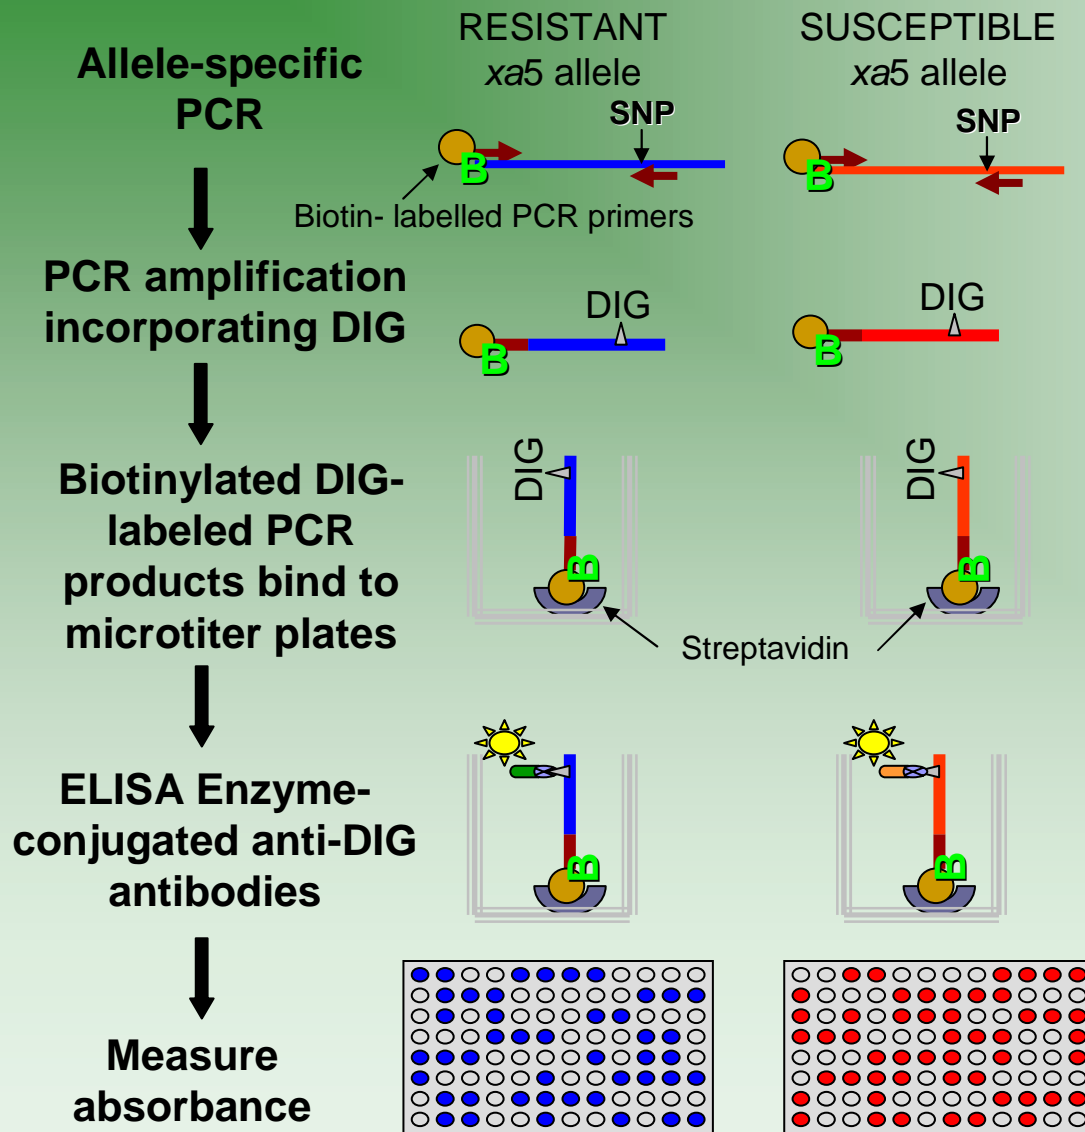 Allele-specific
PCR
RESISTANT
xa5 allele
SUSCEPTIBLE
xa5 allele
SNP
SNP
B
B
Biotin- labelled PCR primers
PCR amplification
incorporating DIG
DIG
DIG
B
B
Biotinylated DIG-
labeled PCR
products bind to
microtiter plates
DIG
DIG
B
B
Streptavidin
ELISA Enzyme-
conjugated anti-DIG
antibodies
B
B
Measure
absorbance